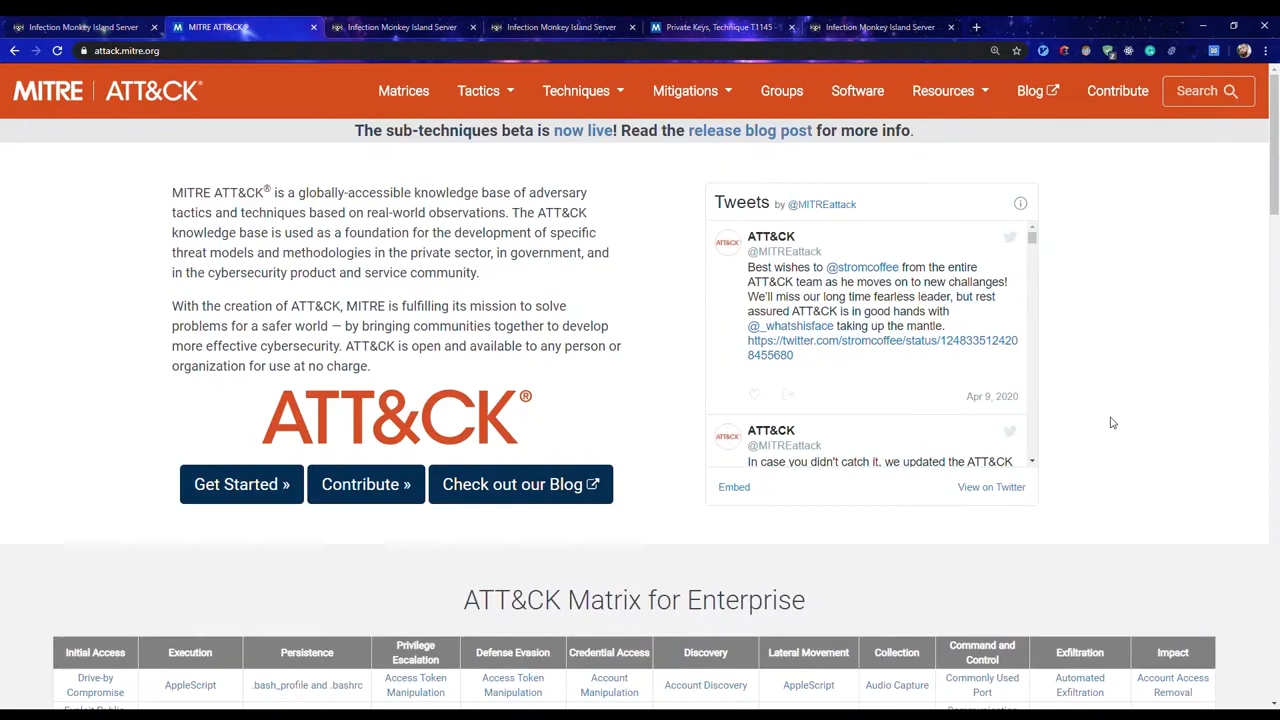 Infection Monkey Island Server
MITRE ATT&CK®
Infection Monkey Island Server
Infection Monkey Island Server
Private Keys, Technique T1145 -
Infection Monkey Island Server
attack.mitre.org
MITRE | ATT&CK®
Matrices
Tactics
Techniques
Mitigations
Groups
Software
Resources
Blog
Contribute
Search
The sub-techniques beta is now live! Read the release blog post for more info.
MITRE ATT&CK® is a globally-accessible knowledge base of adversary
tactics and techniques based on real-world observations. The ATT&CK
knowledge base is used as a foundation for the development of specific
threat models and methodologies in the private sector, in government, and
in the cybersecurity product and service community.
With the creation of ATT&CK, MITRE is fulfilling its mission to solve
problems for a safer world — by bringing communities together to develop
more effective cybersecurity. ATT&CK is open and available to any person or
organization for use at no charge.
ATT&CK®
Get Started »
Contribute »
Check out our Blog
Tweets by @MITREattack
ATT&CK
ATT&CK
@MITREattack
Best wishes to @stromcoffee from the entire
ATT&CK team as he moves on to new challanges!
We'll miss our long time fearless leader, but rest
assured ATT&CK is in good hands with
@_whatshisface taking up the mantle.
https://twitter.com/stromcoffee/status/124833512420
8455680
Apr 9, 2020
ATT&CK
ATT&CK
@MITREattack
In case you didn't catch it, we updated the ATT&CK
Embed
View on Twitter
ATT&CK Matrix for Enterprise
Initial Access
Execution
Persistence
Privilege
Escalation
Defense Evasion
Credential Access
Discovery
Lateral Movement
Collection
Command and
Control
Exfiltration
Impact
Drive-by
Compromise
AppleScript
.bash_profile and .bashrc
Access Token
Manipulation
Access Token
Manipulation
Account
Manipulation
Account Discovery
AppleScript
Audio Capture
Commonly Used
Port
Automated
Exfiltration
Account Access
Removal